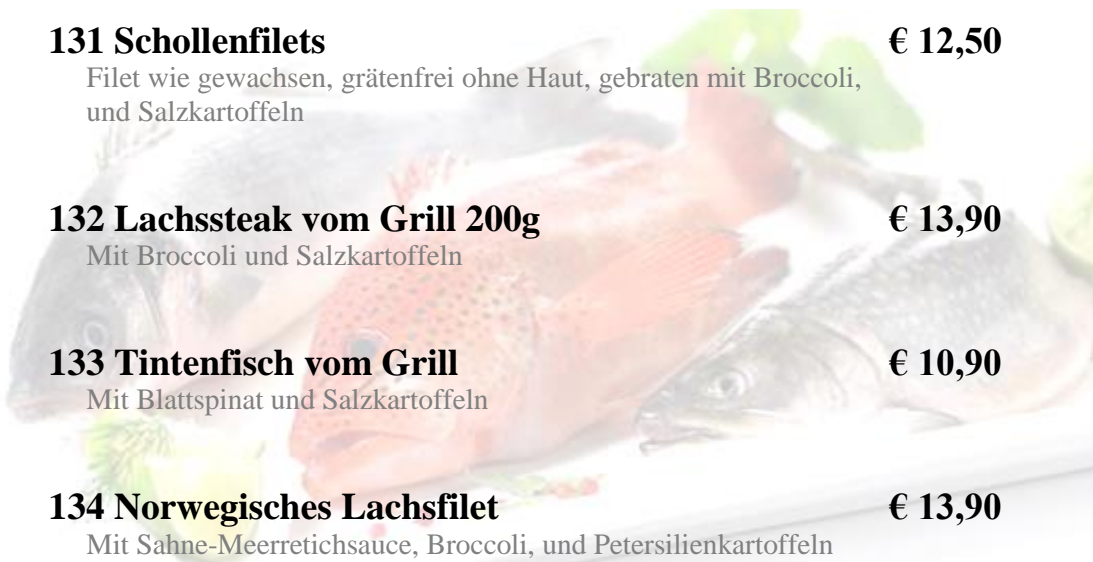 131 Schollenfilets € 12,50
Filet wie gewachsen, grätenfrei ohne Haut, gebraten mit Broccoli,
und Salzkartoffeln
132 Lachssteak vom Grill 200g € 13,90
Mit Broccoli und Salzkartoffeln
133 Tintenfisch vom Grill € 10,90
Mit Blattspinat und Salzkartoffeln
134 Norwegisches Lachsfilet € 13,90
Mit Sahne-Meerretichsauce, Broccoli, und Petersilienkartoffeln